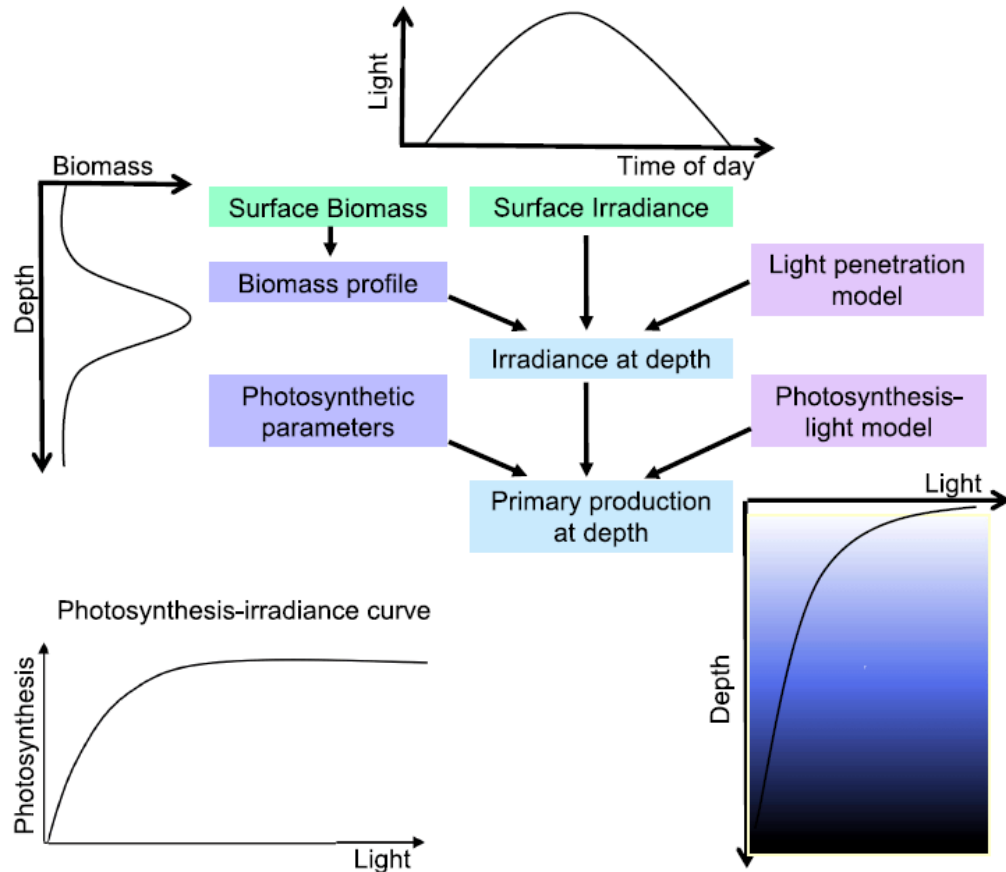 Light
Time of day
Biomass
Depth
Surface Biomass
Surface Irradiance
Biomass profile
Light penetration
model
Irradiance at depth
Photosynthetic
parameters
Photosynthesis–
light model
Primary production
at depth
Light
Depth
Photosynthesis–irradiance curve
Photosynthesis
Light